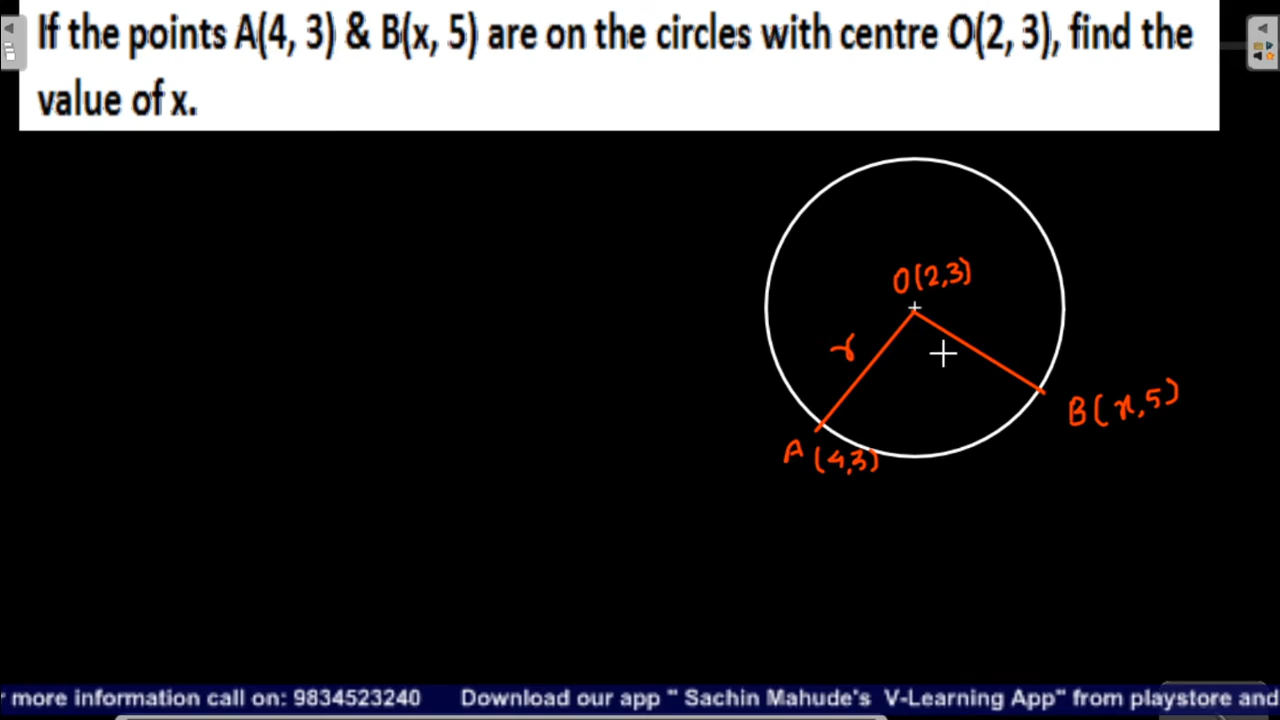 If the points A(4, 3) & B(x, 5) are on the circles with centre O(2, 3), find the
value of x.
O(2,3)
r
B(x,5)
A(4,3)
more information call on: 9834523240 Download our app " Sachin Mahude's V-Learning App" from playstore and